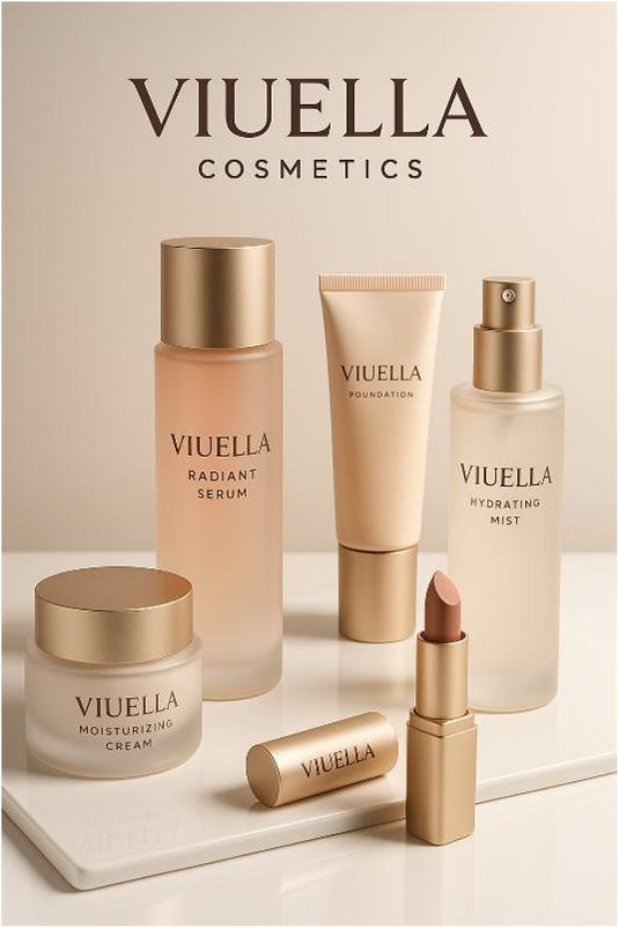 VIUELLA
COSMETICS
VIUELLA
RADIANT
SERUM
VIUELLA
FOUNDATION
VIUELLA
HYDRATING
MIST
VIUELLA
MOISTURIZING
CREAM
VIUELLA